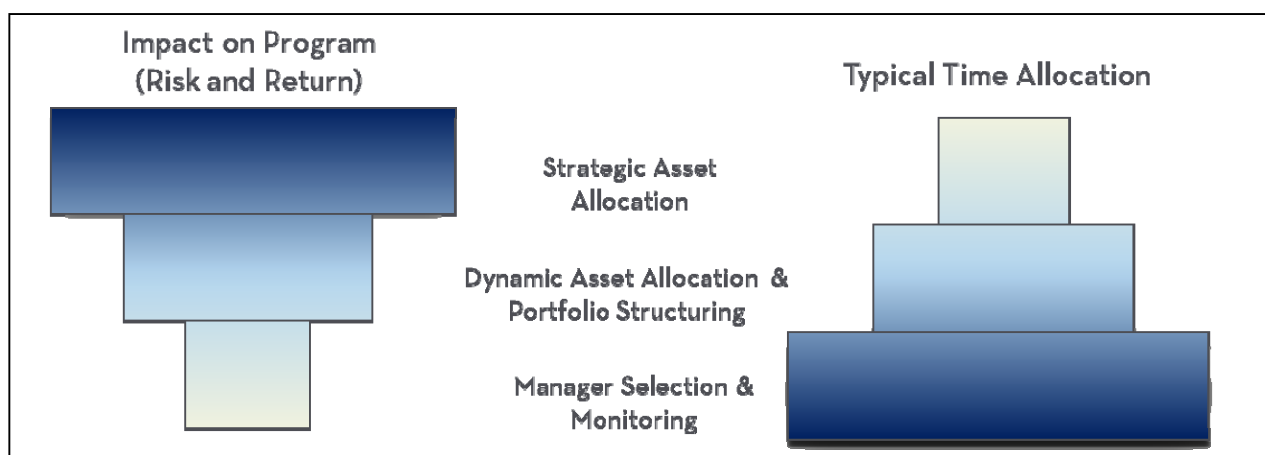 Impact on Program
(Risk and Return)
Typical Time Allocation
Strategic Asset
Allocation
Dynamic Asset Allocation &
Portfolio Structuring
Manager Selection &
Monitoring